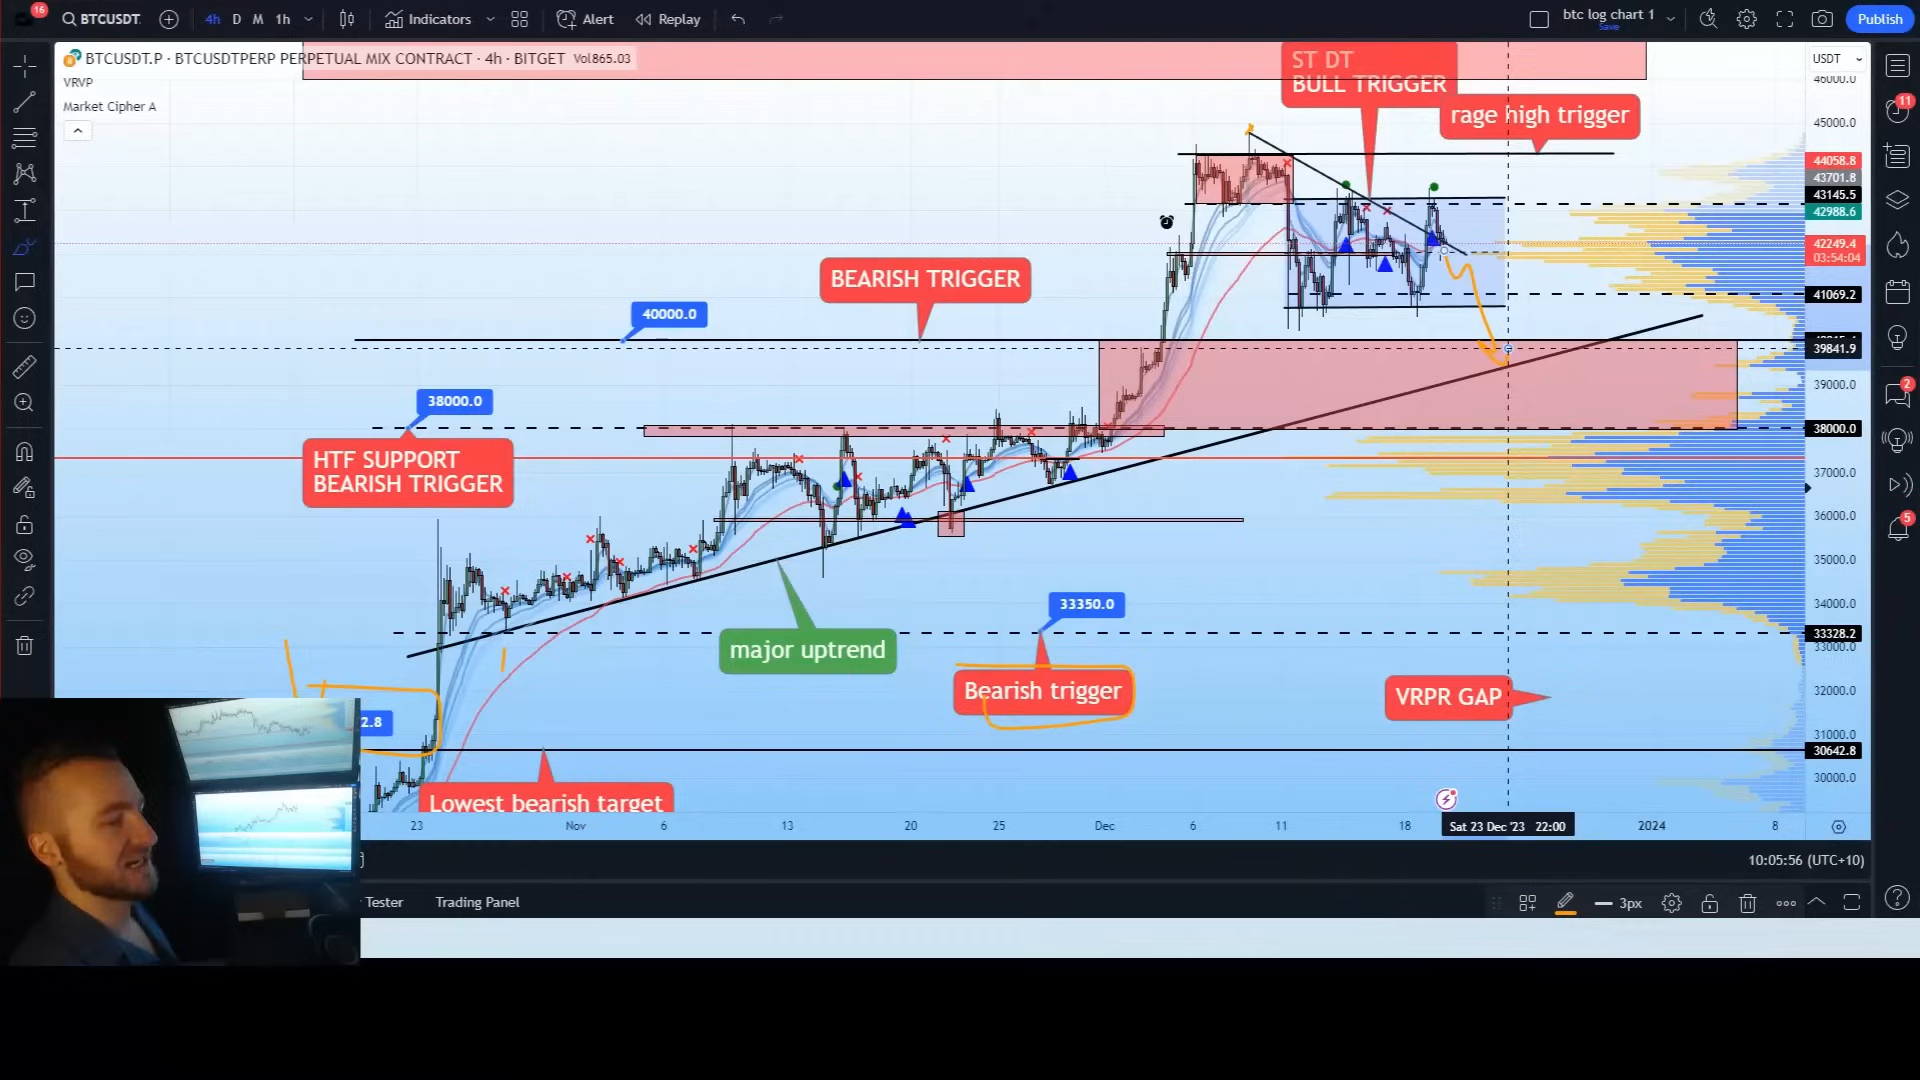 16
BTCUSDT.
4h
D
M
1h
Indicators
Alert
Replay
btc log chart 1
Save
Publish
BTCUSDT.P · BTCUSDTPERP PERPETUAL MIX CONTRACT · 4h · BITGET Vol865.03
VRVP
Market Cipher A
ST DT
BULL TRIGGER
rage high trigger
BEARISH TRIGGER
40000.0
38000.0
HTF SUPPORT
BEARISH TRIGGER
major uptrend
33350.0
Bearish trigger
VRPR GAP
2.8
Lowest bearish target
USDT
46000.0
45000.0
44058.8
43701.8
43145.5
42988.6
42249.4
03:54:04
41069.2
39841.9
39000.0
38000.0
37000.0
36000.0
35000.0
34000.0
33328.2
33000.0
32000.0
31000.0
30642.8
30000.0
11
2
5
23
Nov
6
13
20
25
Dec
6
11
18
Sat 23 Dec '23 22:00
2024
8
10:05:56 (UTC+10)
Tester
Trading Panel
3px